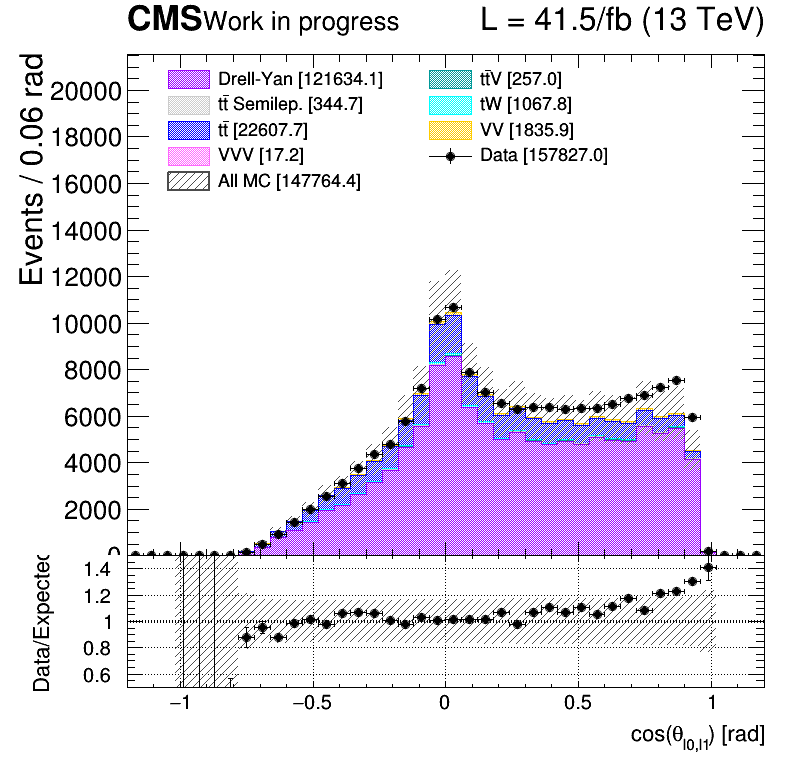 CMS Work in progress L = 41.5/fb (13 TeV)
Drell-Yan [121634.1]
tt̄ Semilep. [344.7]
tt̄ [22607.7]
VVV [17.2]
All MC [147764.4]
tt̄V [257.0]
tW [1067.8]
VV [1835.9]
Data [157827.0]
Events / 0.06 rad
20000
18000
16000
14000
12000
10000
8000
6000
4000
2000
0
Data/Expected
1.4
1.2
1
0.8
0.6
−1 −0.5 0 0.5 1
cos(θl0,l1) [rad]